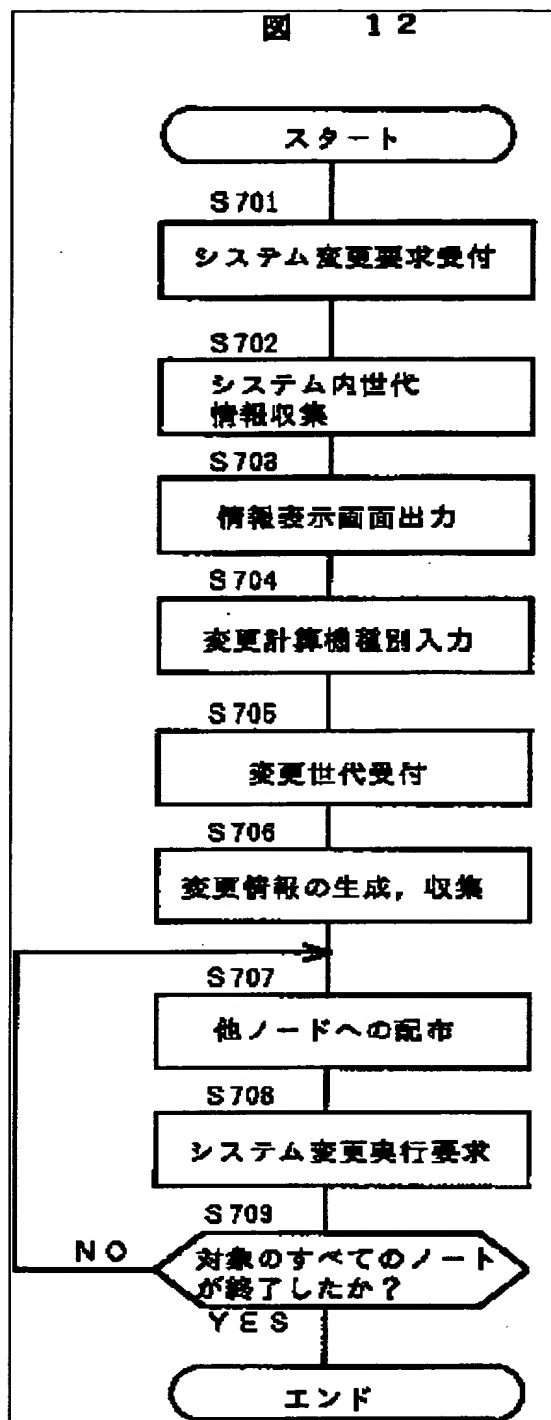 図 12
スタート
S701
システム変更要求受付
S702
システム内世代
情報収集
S703
情報表示画面出力
S704
変更計算機種別入力
S705
変更世代受付
S706
変更情報の生成，収集
S707
他ノードへの配布
S708
システム変更実行要求
S709
対象のすべてのノート
が終了したか？
NO
YES
エンド